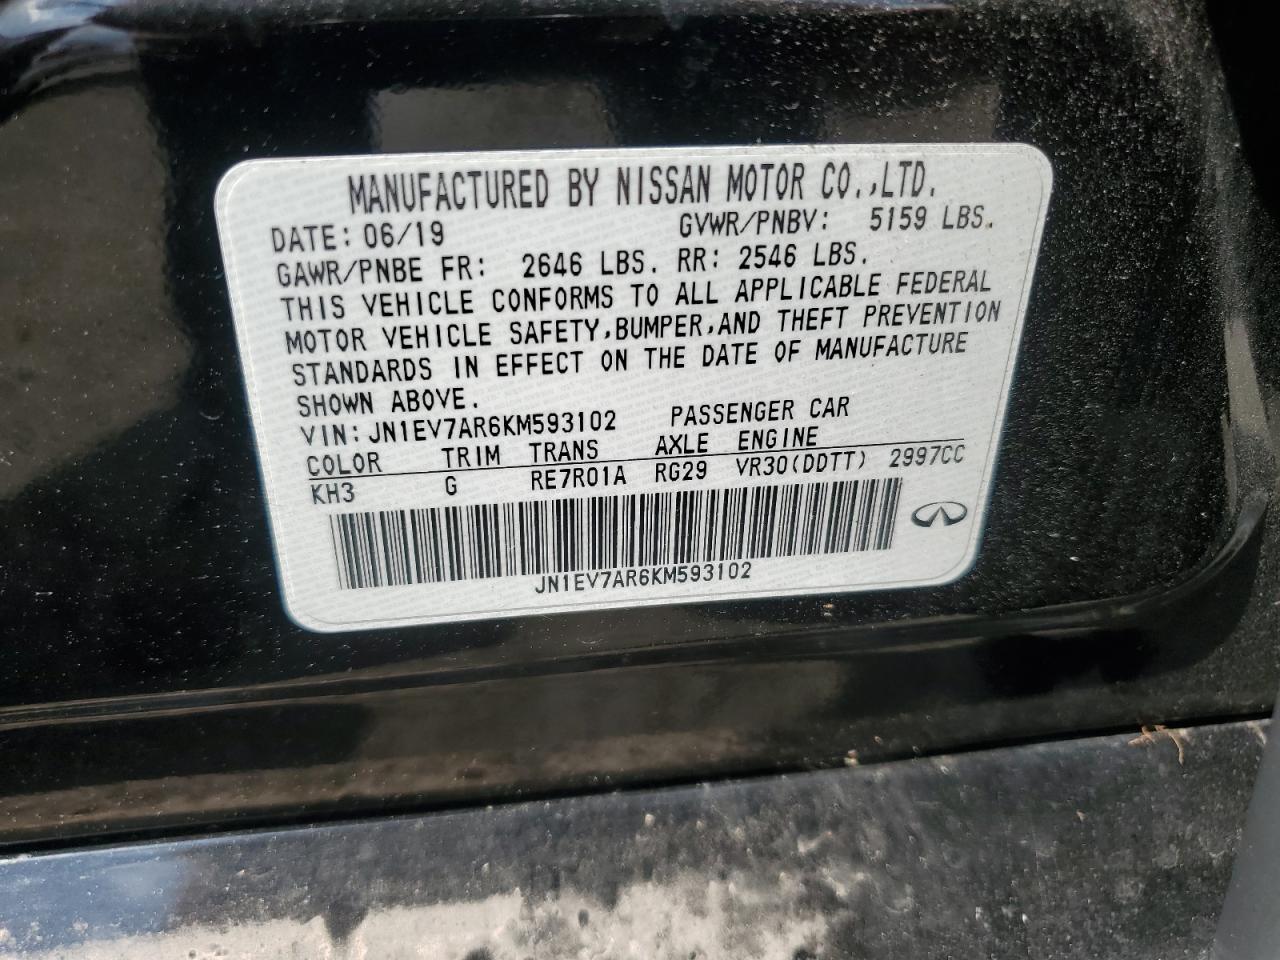 MANUFACTURED BY NISSAN MOTOR CO.,LTD.
DATE: 06/19 GVWR/PNBV: 5159 LBS.
GAWR/PNBE FR: 2646 LBS. RR: 2546 LBS.
THIS VEHICLE CONFORMS TO ALL APPLICABLE FEDERAL
MOTOR VEHICLE SAFETY,BUMPER,AND THEFT PREVENTION
STANDARDS IN EFFECT ON THE DATE OF MANUFACTURE
SHOWN ABOVE.
VIN: JN1EV7AR6KM593102 PASSENGER CAR
COLOR TRIM TRANS AXLE ENGINE
KH3 G RE7R01A RG29 VR30(DDTT) 2997CC
JN1EV7AR6KM593102